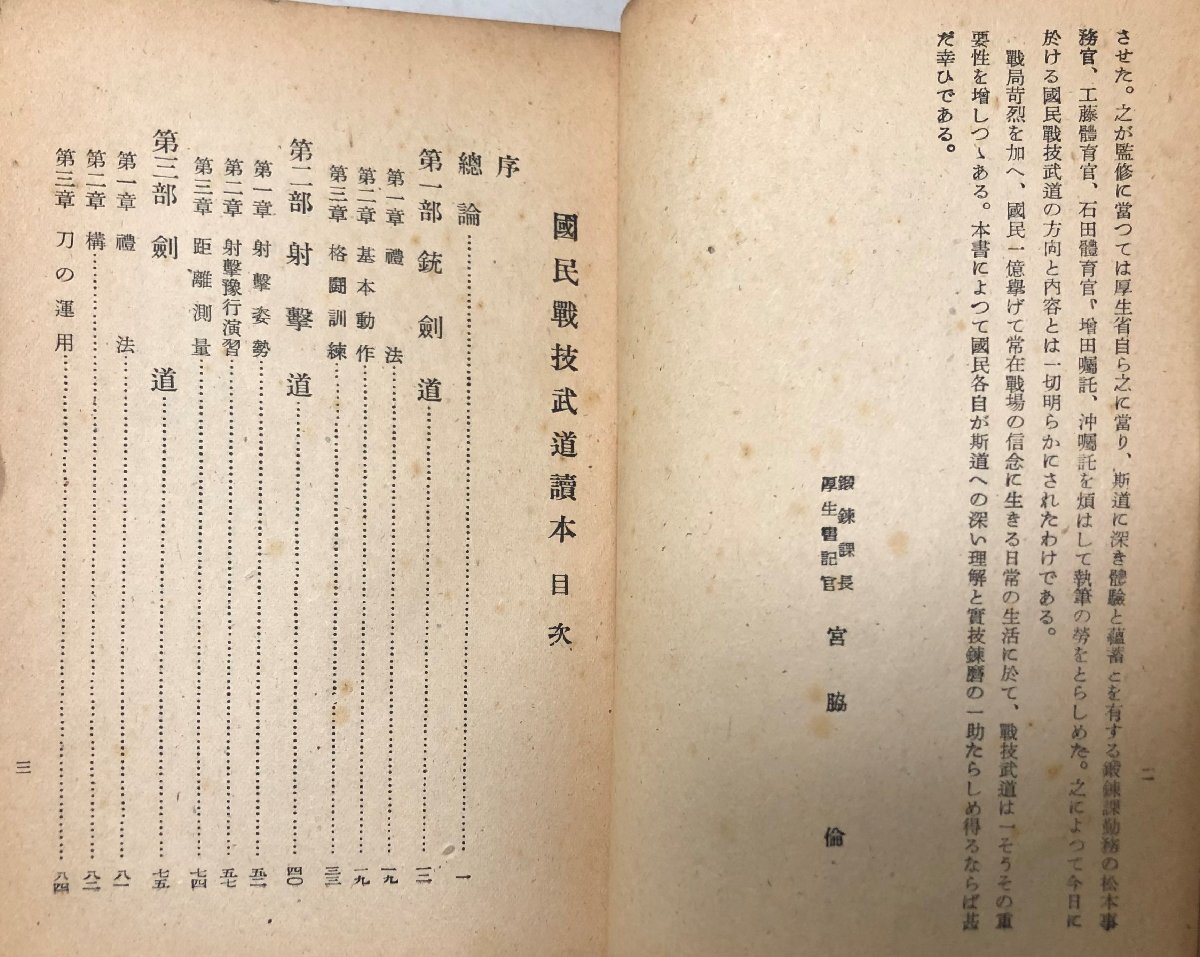 二
させた。之が監修に當つては厚生省自ら之に當り、斯道に深き體驗と蘊蓄とを有する鍛鍊課勤務の松本事
務官、工藤體育官、石田體育官、增田囑託、沖囑託を煩はして執筆の勞をとらしめた。之によつて今日に
於ける國民戰技武道の方向と內容とは一切明らかにされたわけである。
戰局苛烈を加へ、國民一億擧げて常在戰場の信念に生きる日常の生活に於て、戰技武道は一そうその重
要性を增しつゝある。本書によつて國民各自が斯道への深い理解と實技鍊磨の一助たらしめ得るならば甚
だ幸ひである。
鍛鍊課長
厚生書記官
宮脇倫
國民戰技武道讀本 目次
序
總論……一
第一部 銃劍道……一二
第一章 禮法……一九
第二章 基本動作……一九
第三章 格鬪訓練……三三
第二部 射擊道……四〇
第一章 射擊姿勢……五二
第二章 射擊豫行演習……五七
第三章 距離測量……七四
第三部 劍道……七五
第一章 禮法……八一
第二章 構……八二
第三章 刀の運用……八四
三